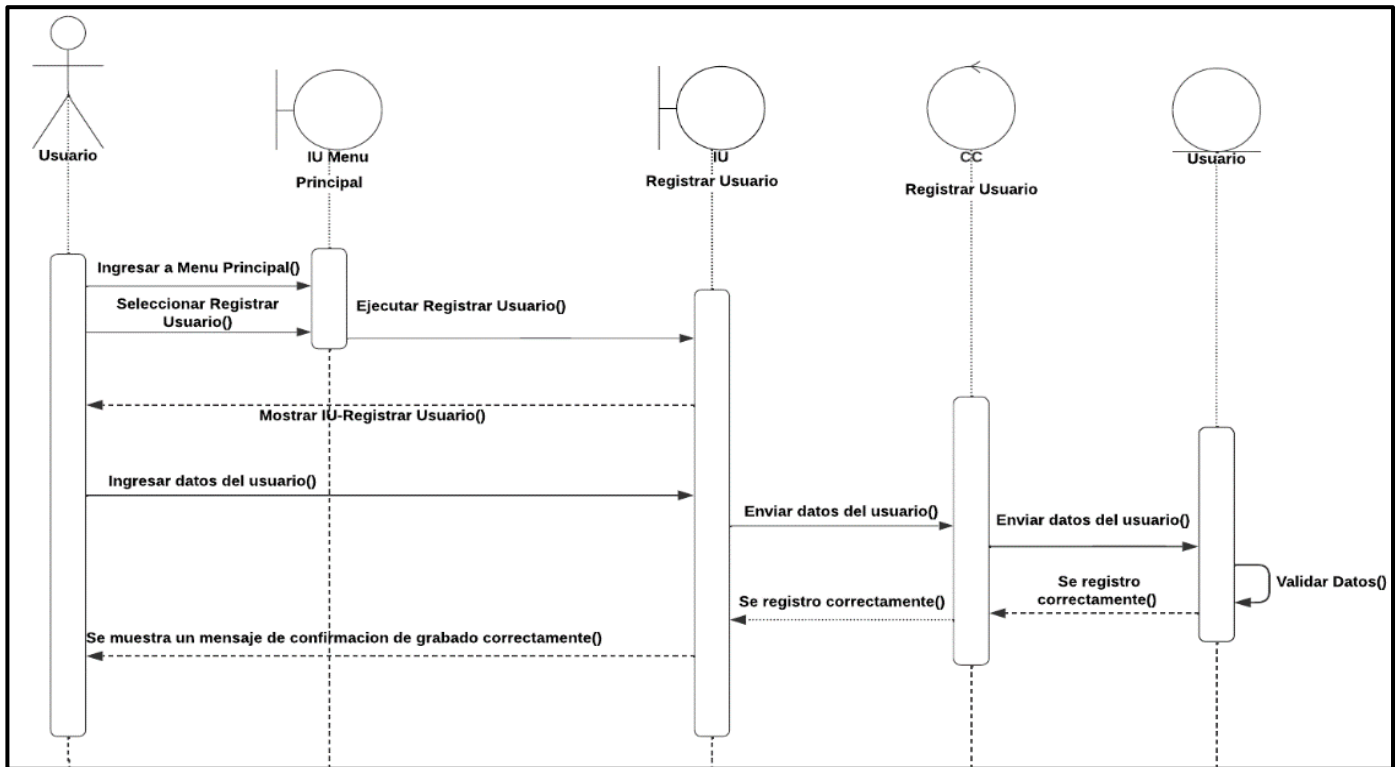 Usuario
IU Menu
Principal
IU
Registrar Usuario
CC
Registrar Usuario
Usuario
Ingresar a Menu Principal()
Seleccionar Registrar
Usuario()
Ejecutar Registrar Usuario()
Mostrar IU-Registrar Usuario()
Ingresar datos del usuario()
Enviar datos del usuario()
Enviar datos del usuario()
Validar Datos()
Se registro
correctamente()
Se registro correctamente()
Se muestra un mensaje de confirmacion de grabado correctamente()